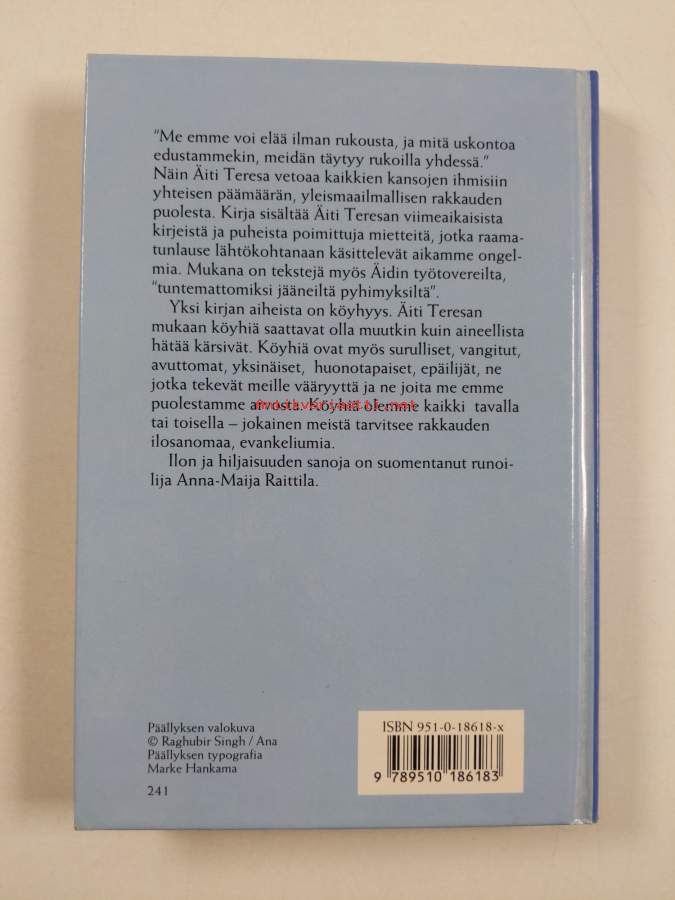 "Me emme voi elää ilman rukousta, ja mitä uskontoa
edustammekin, meidän täytyy rukoilla yhdessä."
Näin Äiti Teresa vetoaa kaikkien kansojen ihmisiin
yhteisen päämäärän, yleismaailmallisen rakkauden
puolesta. Kirja sisältää Äiti Teresan viimeaikaisista
kirjeistä ja puheista poimittuja mietteitä, jotka raama-
tunlause lähtökohtanaan käsittelevät aikamme ongel-
mia. Mukana on tekstejä myös Äidin työtovereilta,
"tuntemattomiksi jääneiltä pyhimyksiltä".
Yksi kirjan aiheista on köyhyys. Äiti Teresan
mukaan köyhiä saattavat olla muutkin kuin aineellista
hätää kärsivät. Köyhiä ovat myös surulliset, vangitut,
avuttomat, yksinäiset, huonotapaiset, epäilijät, ne
jotka tekevät meille vääryyttä ja ne joita me emme
puolestamme arvosta. Köyhiä olemme kaikki tavalla
Antikvariaatti.net
tai toisella – jokainen meistä tarvitsee rakkauden
ilosanomaa, evankeliumia.
Ilon ja hiljaisuuden sanoja on suomentanut runoi-
lija Anna-Maija Raittila.
Päällyksen valokuva
© Raghubir Singh / Ana
Päällyksen typografia
Marke Hankama
241
ISBN 951-0-18618-x
9 789510 186183